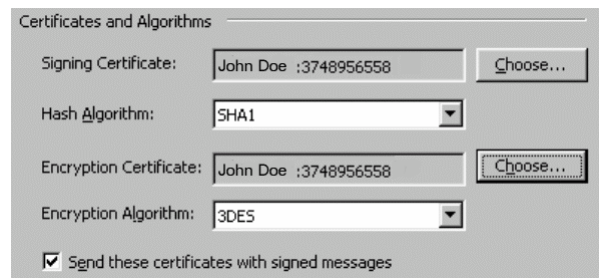 Certificates and Algorithms
Signing Certificate: John Doe :3748956558 Choose...
Hash Algorithm: SHA1
Encryption Certificate: John Doe :3748956558 Choose...
Encryption Algorithm: 3DES
Send these certificates with signed messages